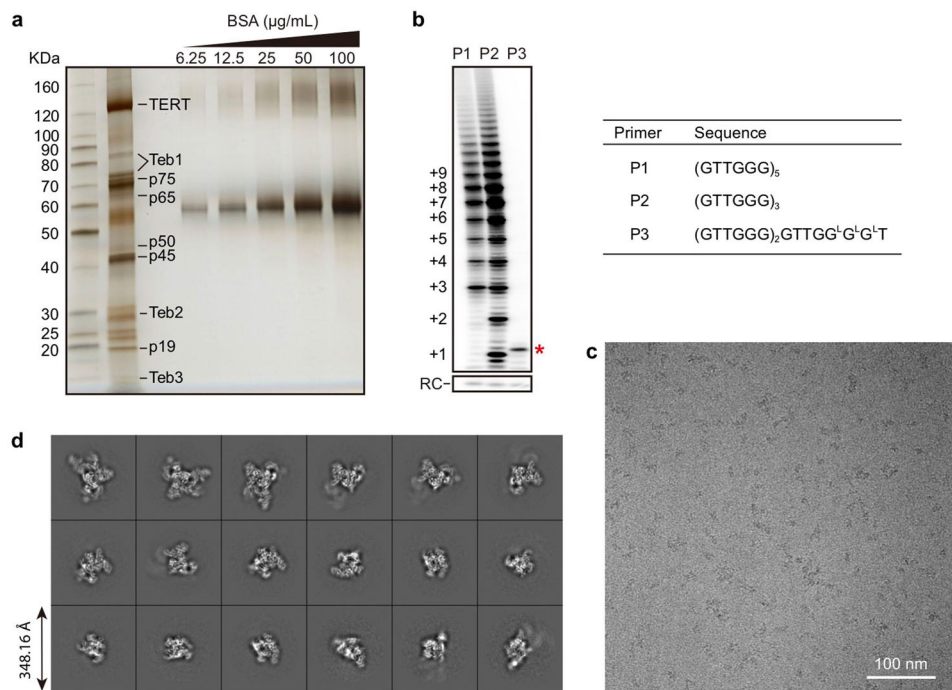 a
BSA (µg/mL)
KDa
6.25 12.5 25 50 100
160
120
100
90
80
70
60
50
40
30
25
20
TERT
Teb1
p75
p65
p50
p45
Teb2
p19
Teb3
b
P1 P2 P3
+9
+8
+7
+6
+5
+4
+3
+2
+1
*
RC
Primer Sequence
P1 (GTTGGG)₅
P2 (GTTGGG)₃
P3 (GTTGGG)₂GTTGGᴸGᴸGᴸT
c
100 nm
d
348.16 Å